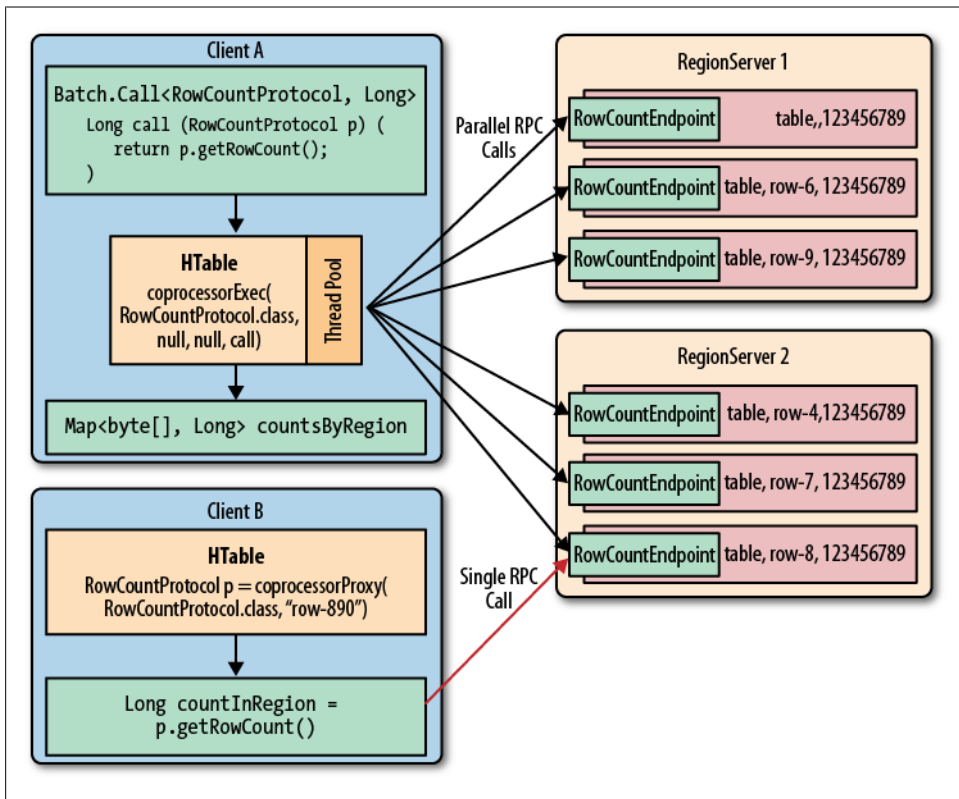 Client A
Batch.Call<RowCountProtocol, Long>
Long call (RowCountProtocol p) (
return p.getRowCount();
)
HTable
coprocessorExec(
RowCountProtocol.class,
null, null, call)
Thread Pool
Map<byte[], Long> countsByRegion
Parallel RPC
Calls
RegionServer 1
RowCountEndpoint table,,123456789
RowCountEndpoint table, row-6, 123456789
RowCountEndpoint table, row-9, 123456789
RegionServer 2
RowCountEndpoint table, row-4,123456789
RowCountEndpoint table, row-7, 123456789
RowCountEndpoint table, row-8, 123456789
Client B
HTable
RowCountProtocol p = coprocessorProxy(
RowCountProtocol.class, “row-890”)
Long countInRegion =
p.getRowCount()
Single RPC
Call